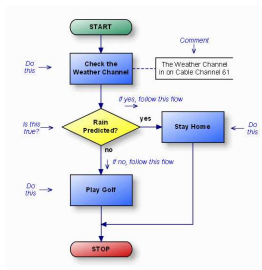 START
Comment
Do
this
Check the
Weather Channel
The Weather Channel
in on Cable Channel 61
If yes, follow this flow
Is this
true?
Rain
Predicted?
yes
Stay Home
Do
this
no
If no, follow this flow
Do
this
Play Golf
STOP